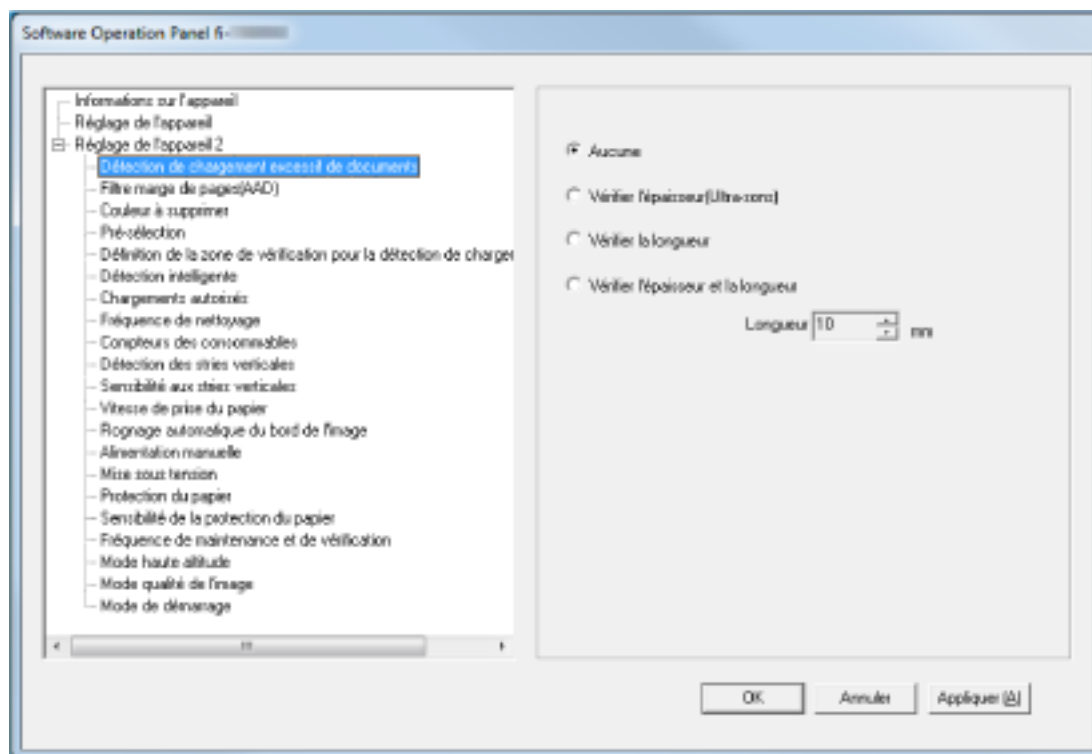 Software Operation Panel fi-
Informations sur l'appareil
Réglage de l'appareil
Réglage de l'appareil 2
Détection de chargement excessif de documents
Filtre marge de pages(AAD)
Couleur à supprimer
Pré-sélection
Définition de la zone de vérification pour la détection de charger
Détection intelligente
Chargements autorisés
Fréquence de nettoyage
Compteurs des consommables
Détection des stries verticales
Sensibilité aux stries verticales
Vitesse de prise du papier
Rognage automatique du bord de l'image
Alimentation manuelle
Mise sous tension
Protection du papier
Sensibilité de la protection du papier
Fréquence de maintenance et de vérification
Mode haute altitude
Mode qualité de l'image
Mode de démarrage
Aucune
Vérifier l'épaisseur(Ultra-sons)
Vérifier la longueur
Vérifier l'épaisseur et la longueur
Longueur 10 mm
OK Annuler Appliquer (A)